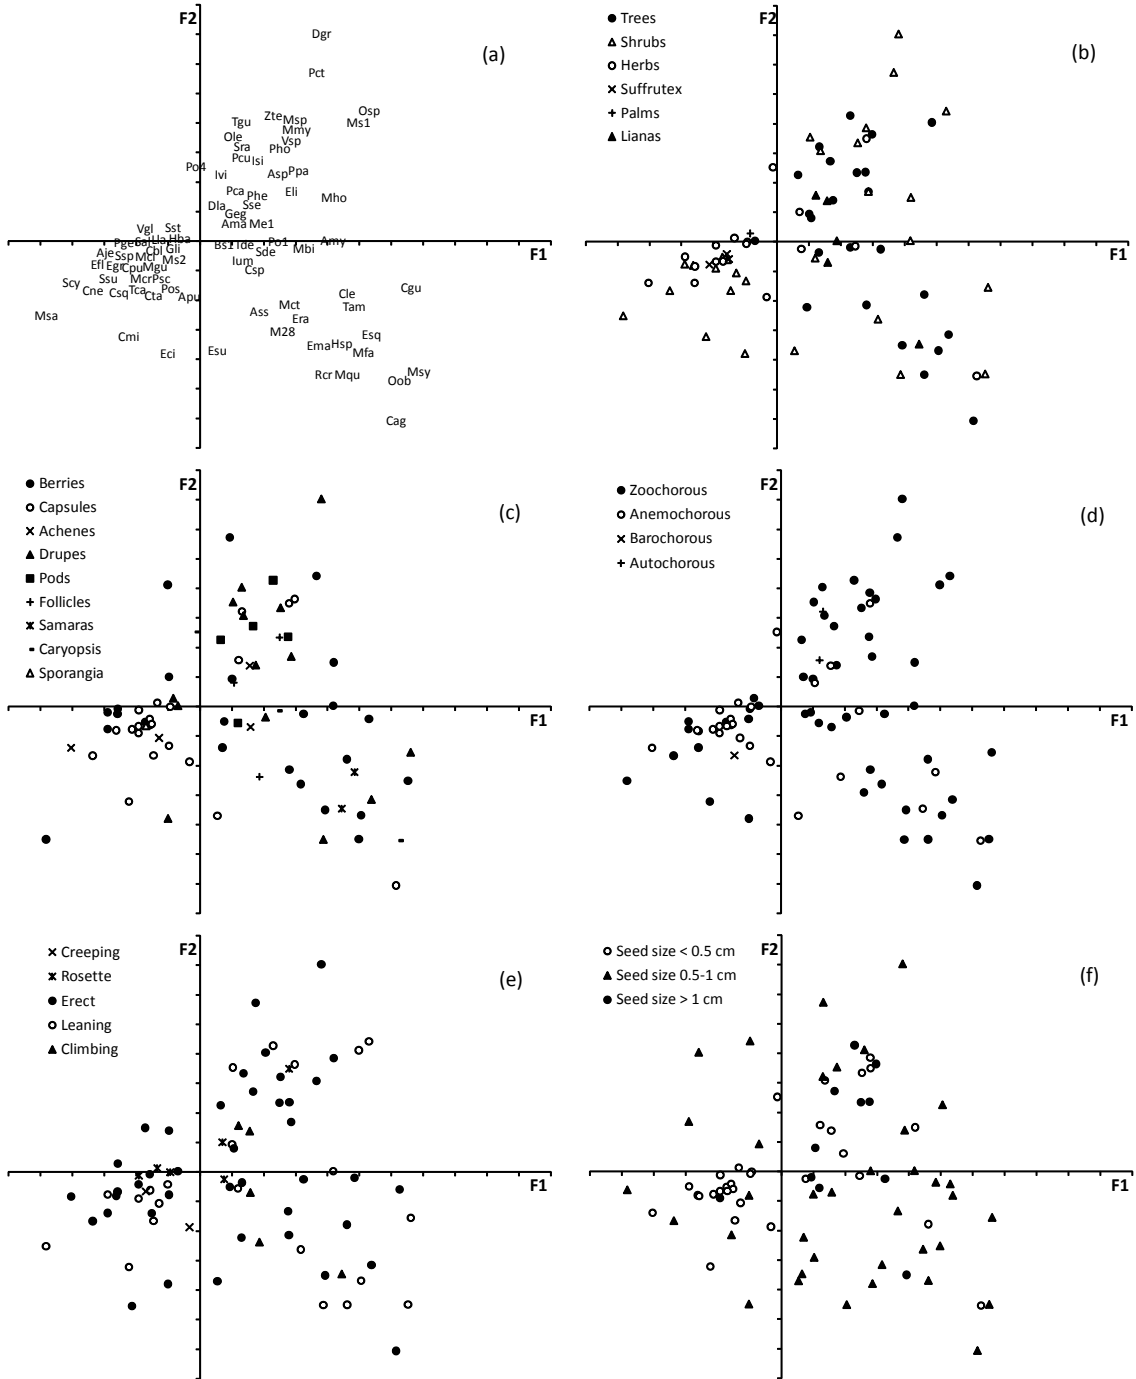 F2
(a)
Dgr
Pct
Osp
Zte
Msp
Ms1
Tgu
Mmy
Ole
Vsp
Sra
Pho
Pcu
Isi
Po4
Ivi
Asp
Ppa
Pca
Phe
Eli
Mho
Dla
Sse
Geg
Ama
Me1
Vgl
Sst
Hba
Po1
Amy
F1
Mbi
Sde
Aje
Ssp
Mcl
Cbl
Gli
Ms2
Ium
Csp
Efl
Egr
Cpu
Mgu
Ssu
Mcr
Psc
Scy
Cne
Csq
Tca
Cta
Pos
Apu
Cle
Cgu
Msa
Ass
Mct
Tam
Era
Cmi
M28
Esq
Eci
Esu
Ema
Hsp
Mfa
Rcr
Mqu
Msy
Oob
Cag
F2
(b)
Trees
Shrubs
Herbs
Suffrutex
Palms
Lianas
F1
F2
(c)
Berries
Capsules
Achenes
Drupes
Pods
Follicles
Samaras
Caryopsis
Sporangia
F1
F2
(d)
Zoochorous
Anemochorous
Barochorous
Autochorous
F1
F2
(e)
Creeping
Rosette
Erect
Leaning
Climbing
F1
F2
(f)
Seed size < 0.5 cm
Seed size 0.5-1 cm
Seed size > 1 cm
F1